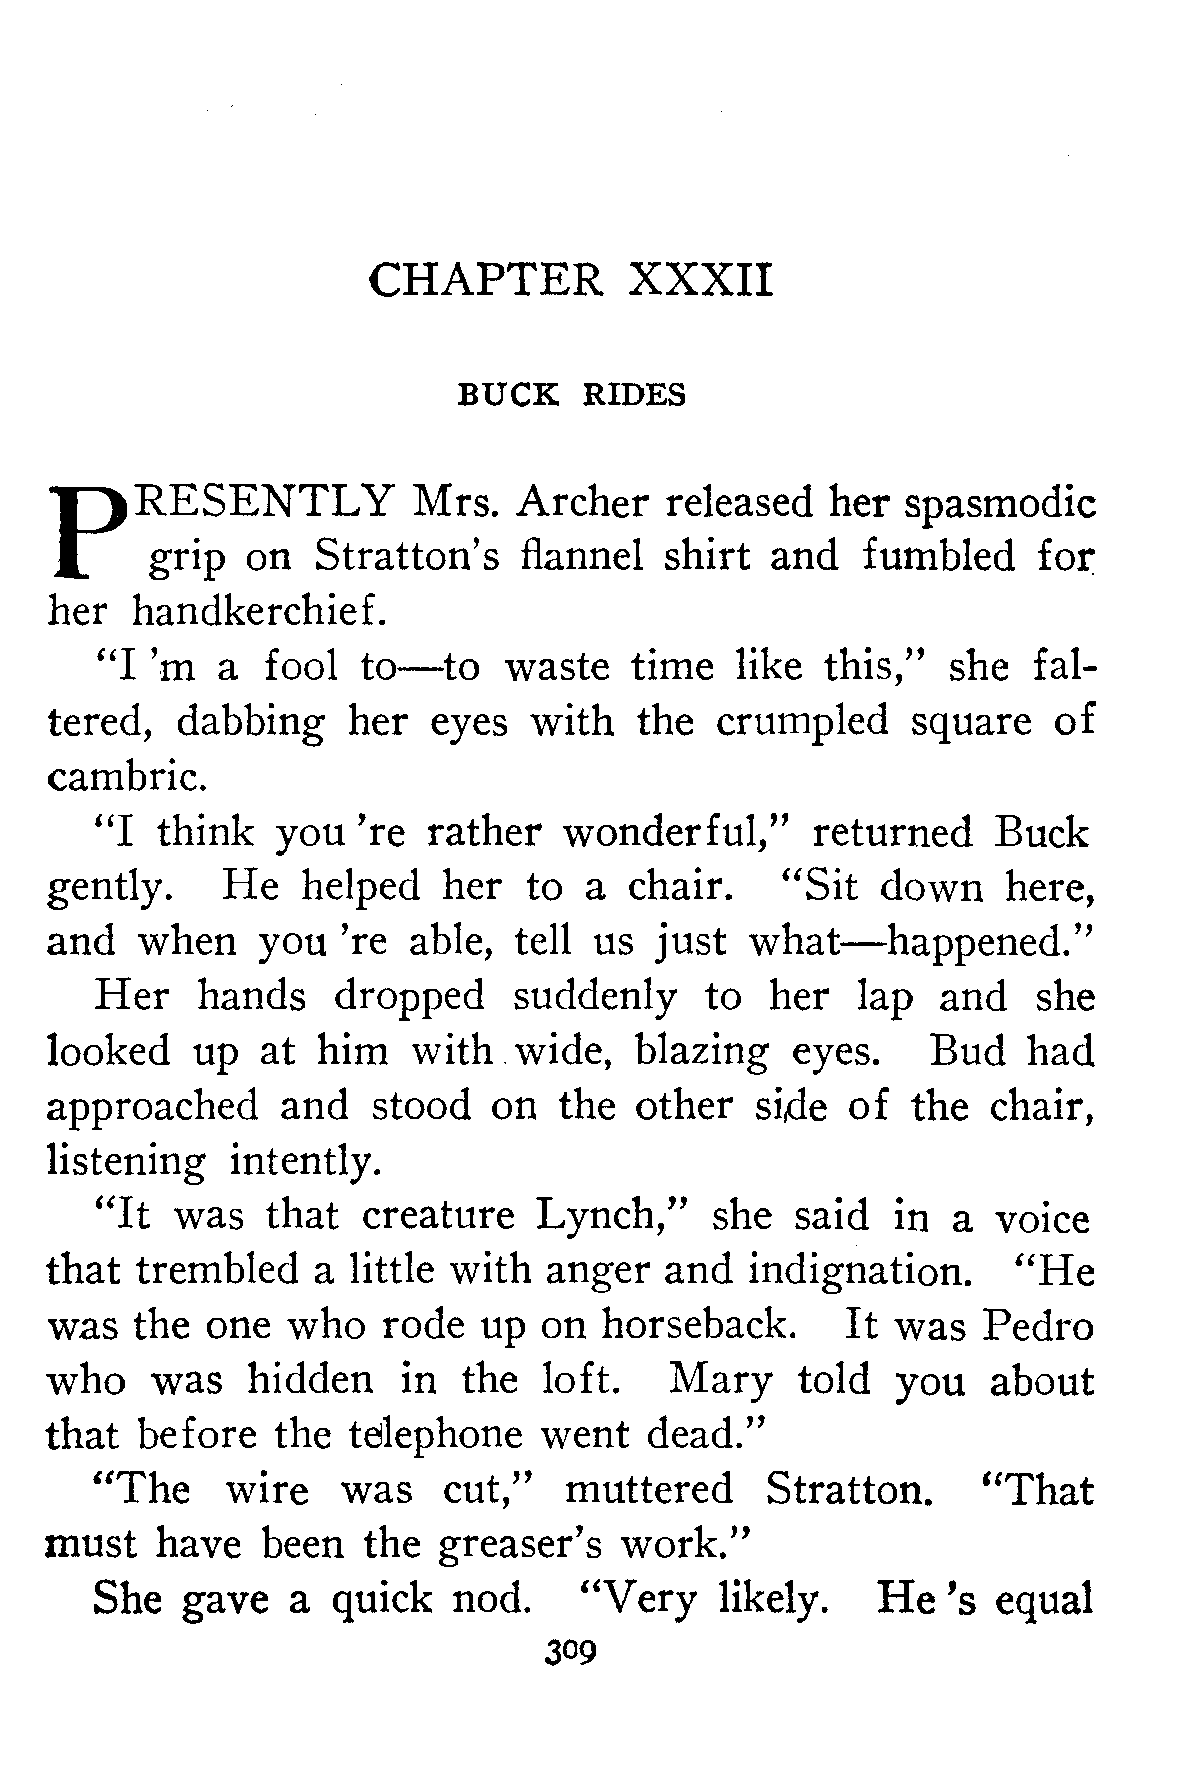 CHAPTER XXXII
BUCK RIDES
PRESENTLY Mrs. Archer released her spasmodic
grip on Stratton's flannel shirt and fumbled for
her handkerchief.
"I 'm a fool to—to waste time like this," she fal-
tered, dabbing her eyes with the crumpled square of
cambric.
"I think you 're rather wonderful," returned Buck
gently. He helped her to a chair. "Sit down here,
and when you 're able, tell us just what—happened."
Her hands dropped suddenly to her lap and she
looked up at him with wide, blazing eyes. Bud had
approached and stood on the other side of the chair,
listening intently.
"It was that creature Lynch," she said in a voice
that trembled a little with anger and indignation. "He
was the one who rode up on horseback. It was Pedro
who was hidden in the loft. Mary told you about
that before the telephone went dead."
"The wire was cut," muttered Stratton. "That
must have been the greaser's work."
She gave a quick nod. "Very likely. He 's equal
309